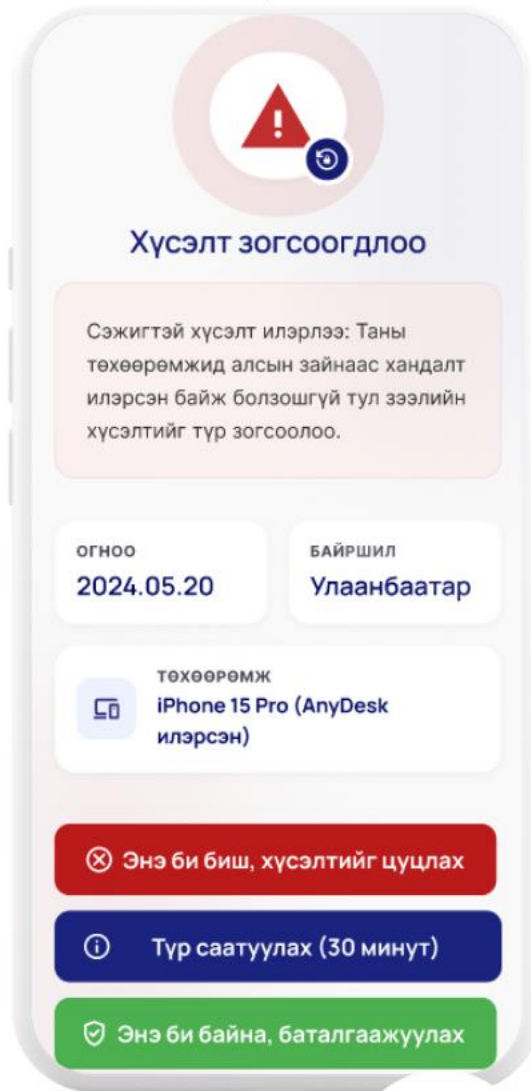 Хүсэлт зогсоогдлоо
Сэжигтэй хүсэлт илэрлээ: Таны
төхөөрөмжид алсын зайнаас хандалт
илэрсэн байж болзошгүй тул зээлийн
хүсэлтийг түр зогсоолоо.
ОГНОО
2024.05.20
БАЙРШИЛ
Улаанбаатар
ТӨХӨӨРӨМЖ
iPhone 15 Pro (AnyDesk
илэрсэн)
Энэ би биш, хүсэлтийг цуцлах
Түр саатуулах (30 минут)
Энэ би байна, баталгаажуулах